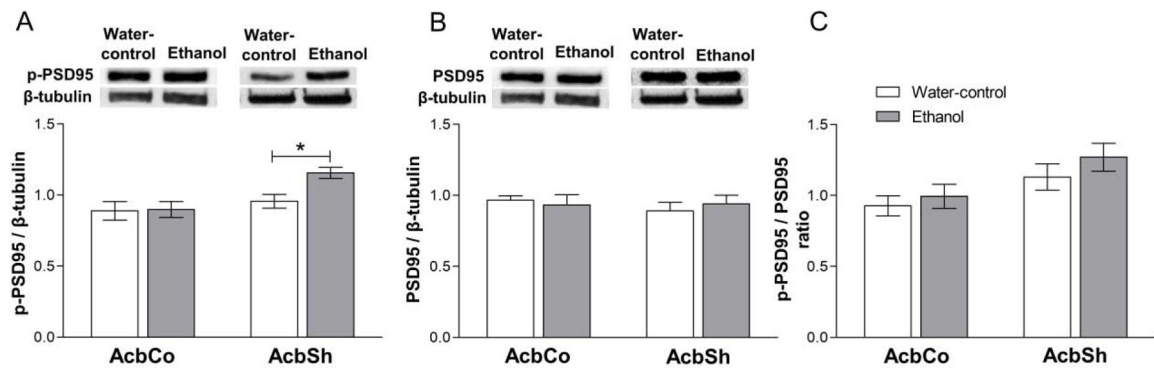 A
Water-
control
Ethanol
Water-
control
Ethanol
p-PSD95
β-tubulin
p-PSD95 / β-tubulin
1.5
1.0
0.5
0.0
*
AcbCo
AcbSh
B
Water-
control
Ethanol
Water-
control
Ethanol
PSD95
β-tubulin
PSD95 / β-tubulin
1.5
1.0
0.5
0.0
AcbCo
AcbSh
C
Water-control
Ethanol
p-PSD95 / PSD95
ratio
1.5
1.0
0.5
0.0
AcbCo
AcbSh